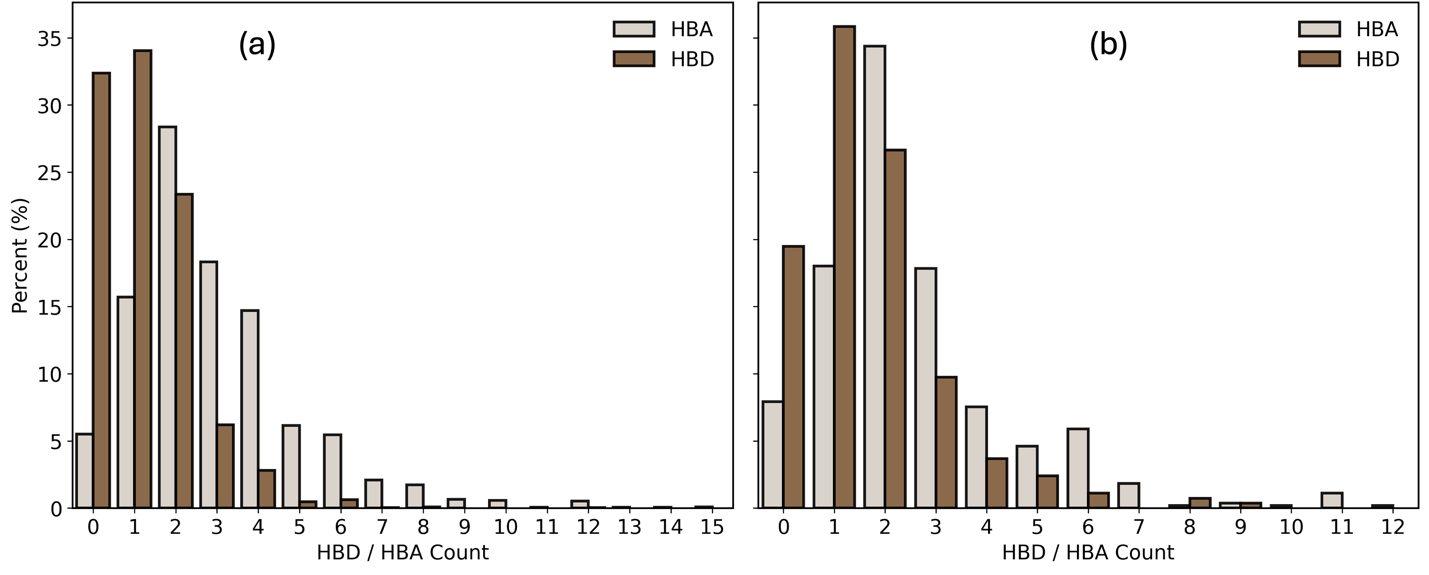 (a)
HBA
HBD
Percent (%)
35
30
25
20
15
10
5
0
0 1 2 3 4 5 6 7 8 9 10 11 12 13 14 15
HBD / HBA Count
(b)
HBA
HBD
0 1 2 3 4 5 6 7 8 9 10 11 12
HBD / HBA Count